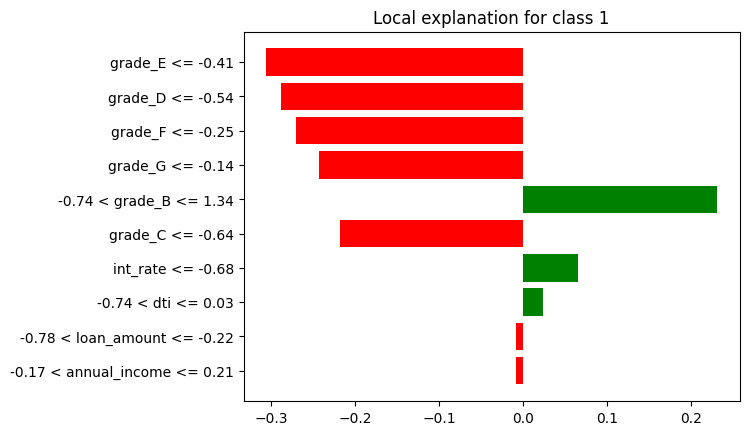 Local explanation for class 1
grade_E <= -0.41
grade_D <= -0.54
grade_F <= -0.25
grade_G <= -0.14
-0.74 < grade_B <= 1.34
grade_C <= -0.64
int_rate <= -0.68
-0.74 < dti <= 0.03
-0.78 < loan_amount <= -0.22
-0.17 < annual_income <= 0.21
−0.3 −0.2 −0.1 0.0 0.1 0.2